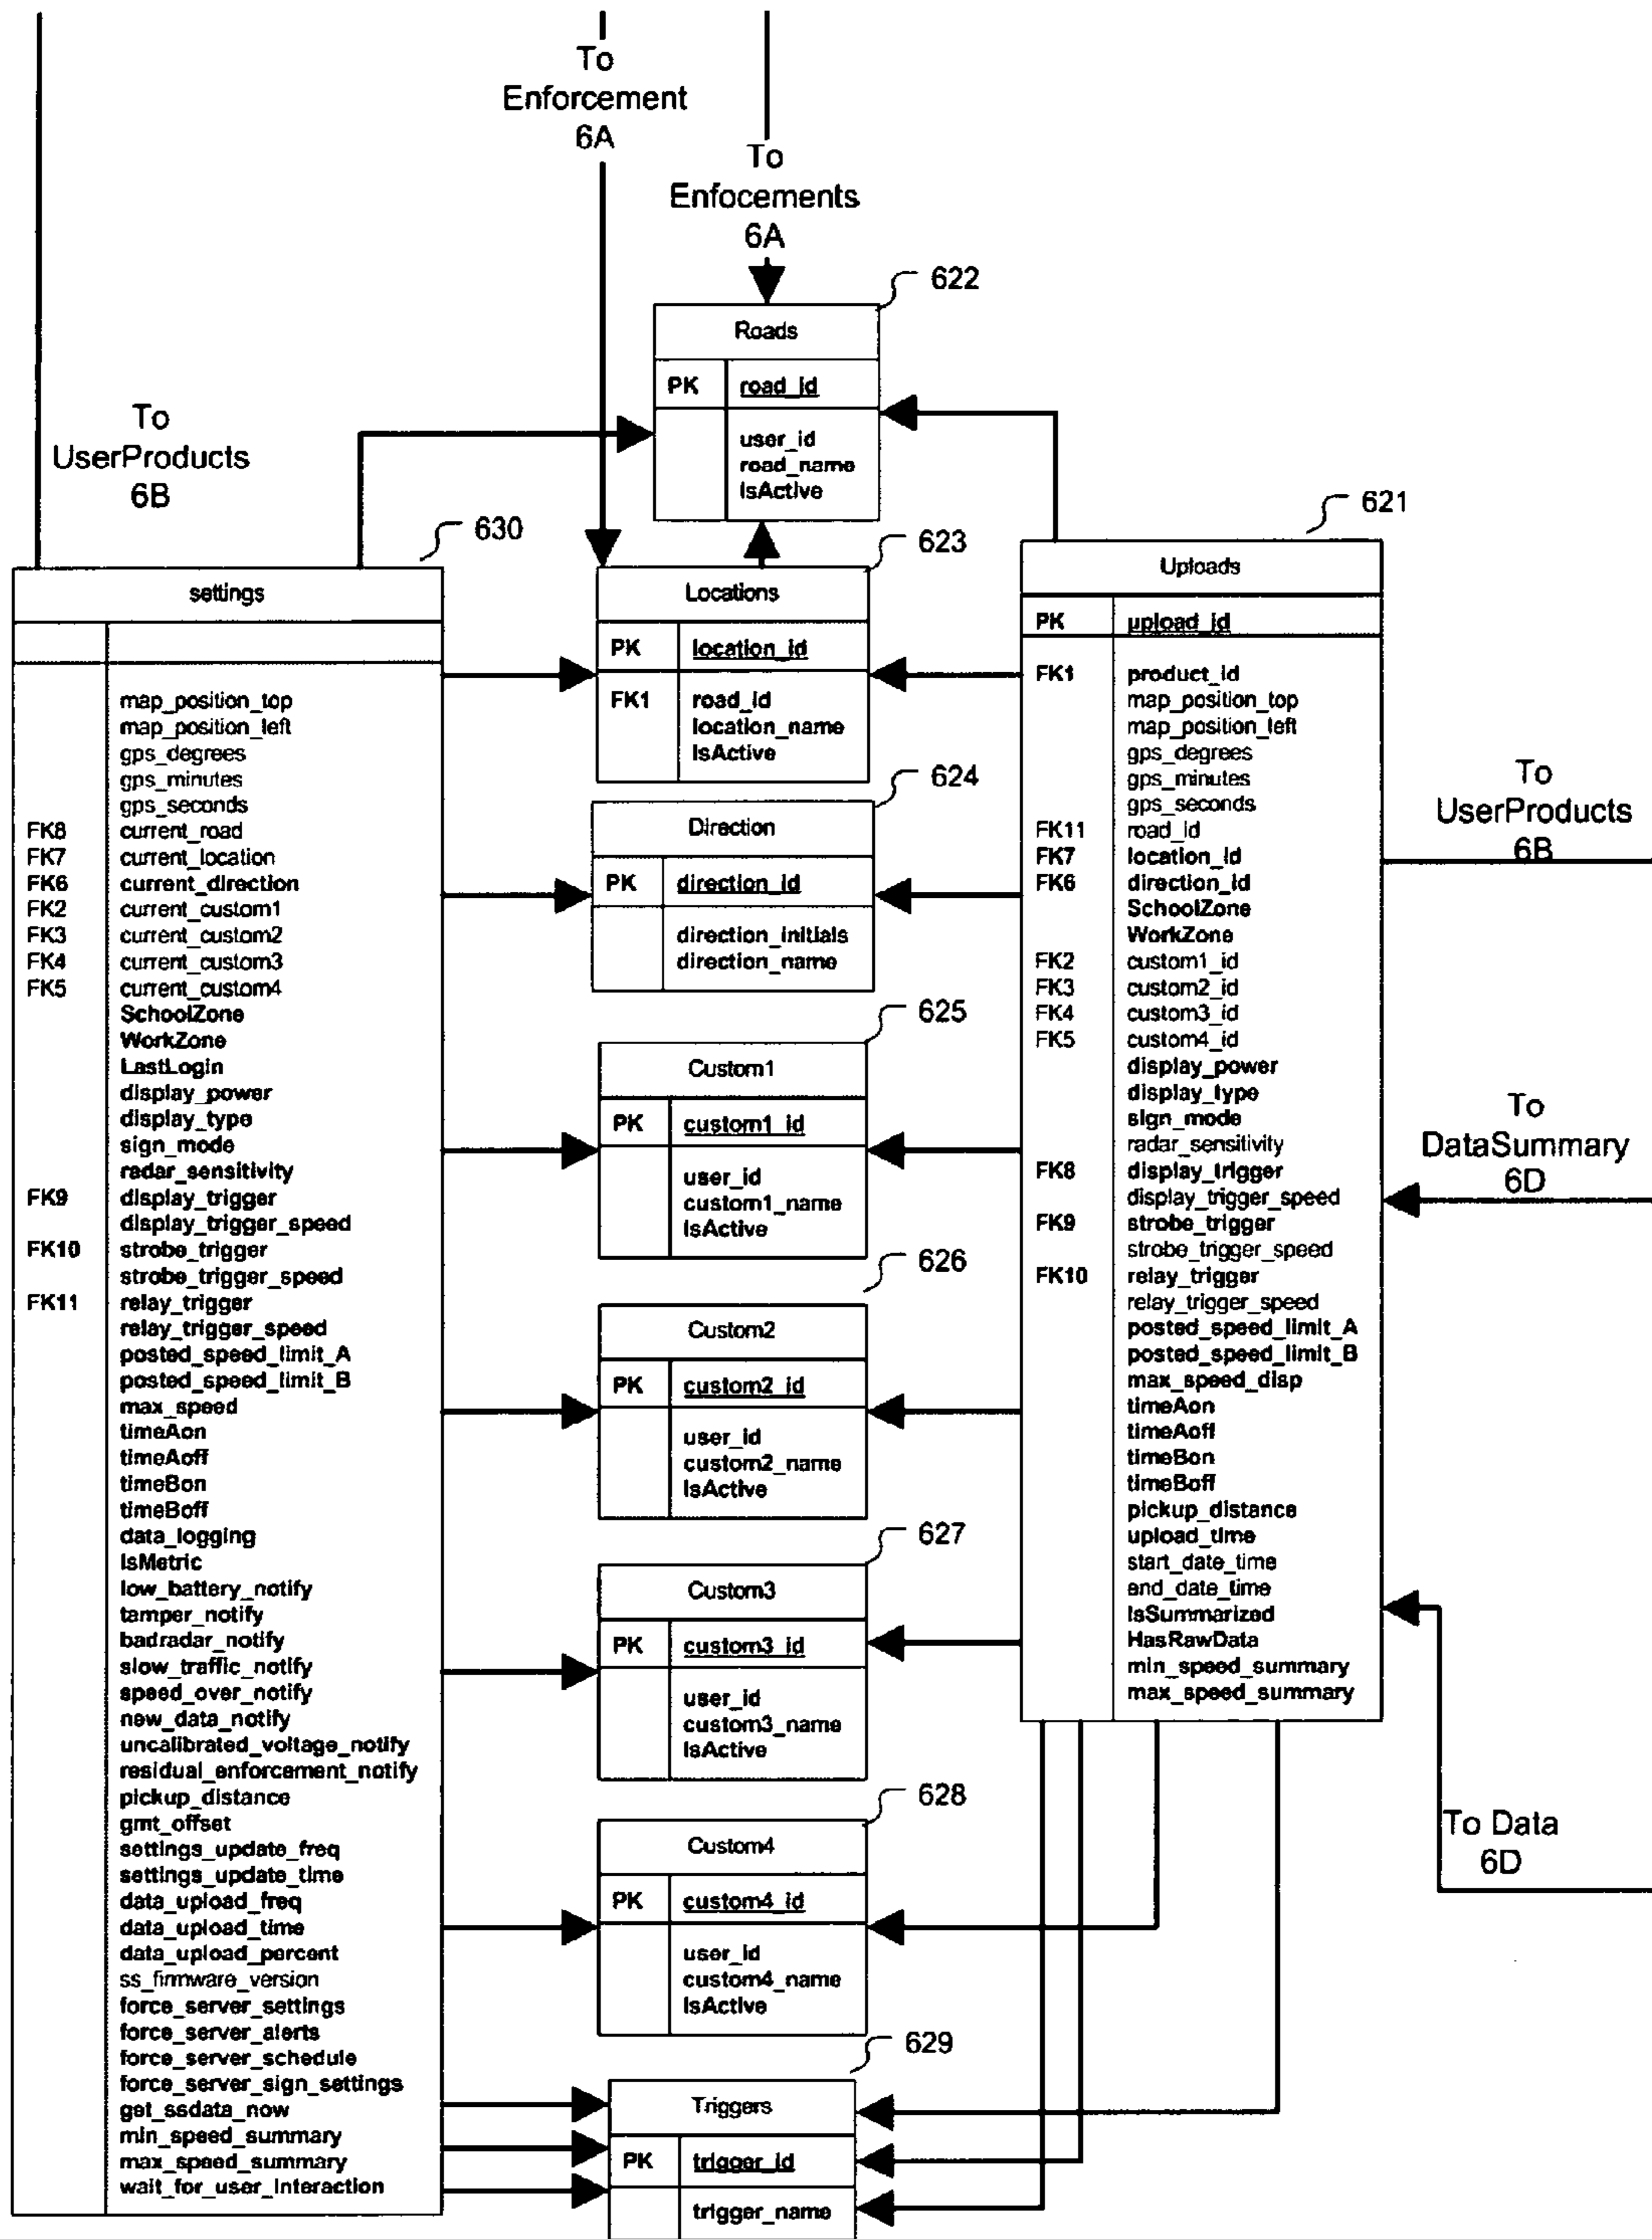 To
Enforcement
6A
To
Enfocements
6A
622
Roads
PK road_id
user_id
road_name
IsActive
To
UserProducts
6B
630
settings
map_position_top
map_position_left
gps_degrees
gps_minutes
gps_seconds
FK8 current_road
FK7 current_location
FK6 current_direction
FK2 current_custom1
FK3 current_custom2
FK4 current_custom3
FK5 current_custom4
SchoolZone
WorkZone
LastLogin
display_power
display_type
sign_mode
radar_sensitivity
FK9 display_trigger
display_trigger_speed
FK10 strobe_trigger
strobe_trigger_speed
FK11 relay_trigger
relay_trigger_speed
posted_speed_limit_A
posted_speed_limit_B
max_speed
timeAon
timeAoff
timeBon
timeBoff
data_logging
IsMetric
low_battery_notify
tamper_notify
badradar_notify
slow_traffic_notify
speed_over_notify
new_data_notify
uncalibrated_voltage_notify
residual_enforcement_notify
pickup_distance
gmt_offset
settings_update_freq
settings_update_time
data_upload_freq
data_upload_time
data_upload_percent
ss_firmware_version
force_server_settings
force_server_alerts
force_server_schedule
force_server_sign_settings
get_ssdata_now
min_speed_summary
max_speed_summary
wait_for_user_interaction
623
Locations
PK location_id
FK1 road_id
location_name
IsActive
624
Direction
PK direction_id
direction_initials
direction_name
625
Custom1
PK custom1_id
user_id
custom1_name
IsActive
626
Custom2
PK custom2_id
user_id
custom2_name
IsActive
627
Custom3
PK custom3_id
user_id
custom3_name
IsActive
628
Custom4
PK custom4_id
user_id
custom4_name
IsActive
629
Triggers
PK trigger_id
trigger_name
621
Uploads
PK upload_id
FK1 product_id
map_position_top
map_position_left
gps_degrees
gps_minutes
gps_seconds
FK11 road_id
FK7 location_id
FK6 direction_id
SchoolZone
WorkZone
FK2 custom1_id
FK3 custom2_id
FK4 custom3_id
FK5 custom4_id
display_power
display_type
sign_mode
radar_sensitivity
FK8 display_trigger
display_trigger_speed
FK9 strobe_trigger
strobe_trigger_speed
FK10 relay_trigger
relay_trigger_speed
posted_speed_limit_A
posted_speed_limit_B
max_speed_disp
timeAon
timeAoff
timeBon
timeBoff
pickup_distance
upload_time
start_date_time
end_date_time
IsSummarized
HasRawData
min_speed_summary
max_speed_summary
To
UserProducts
6B
To
DataSummary
6D
To Data
6D